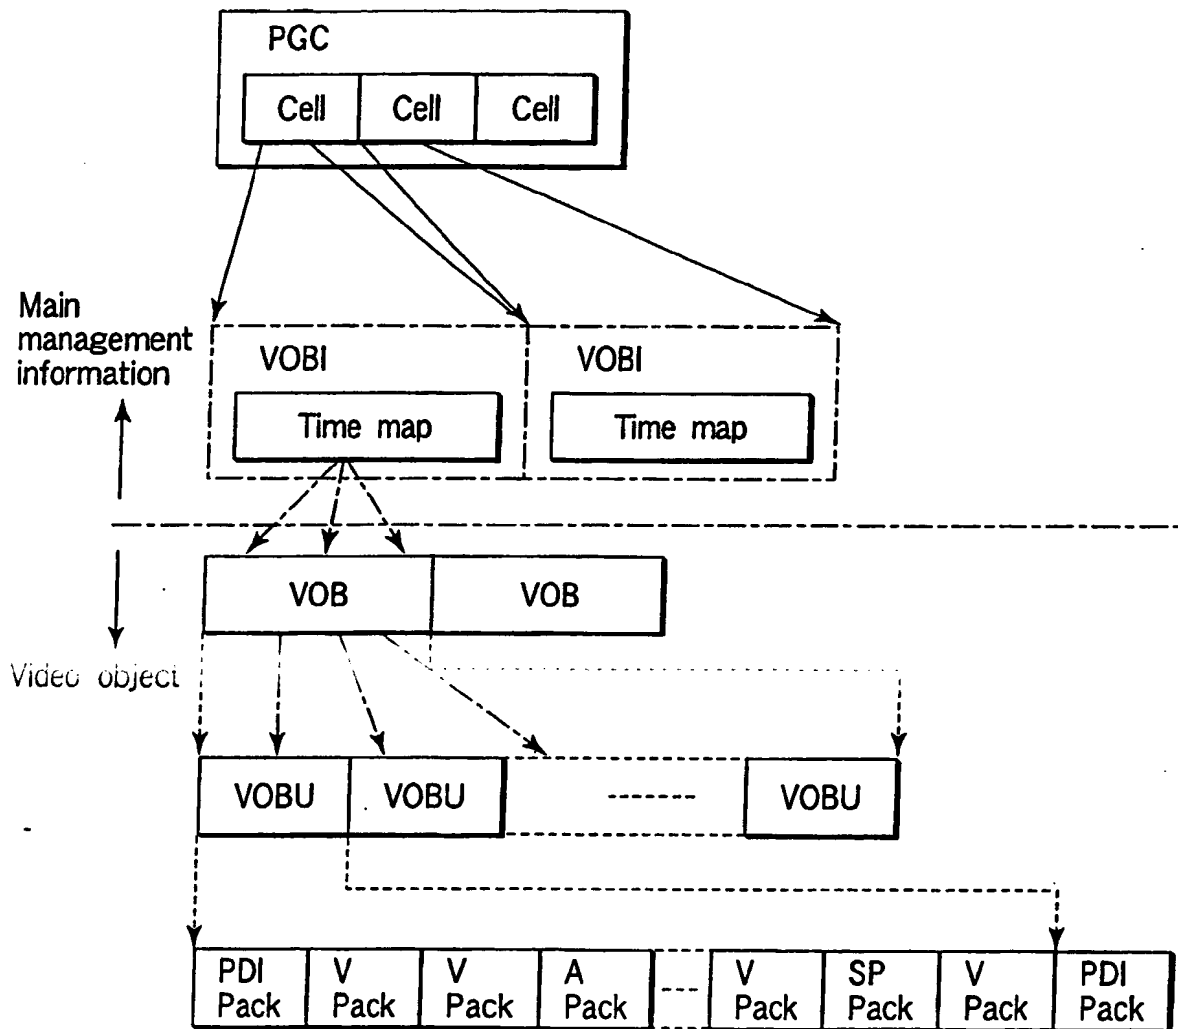 PGC
Cell Cell Cell
Main
management
information
VOBI VOBI
Time map Time map
VOB VOB
Video object
VOBU VOBU VOBU
PDI V V A V SP V PDI
Pack Pack Pack Pack Pack Pack Pack Pack